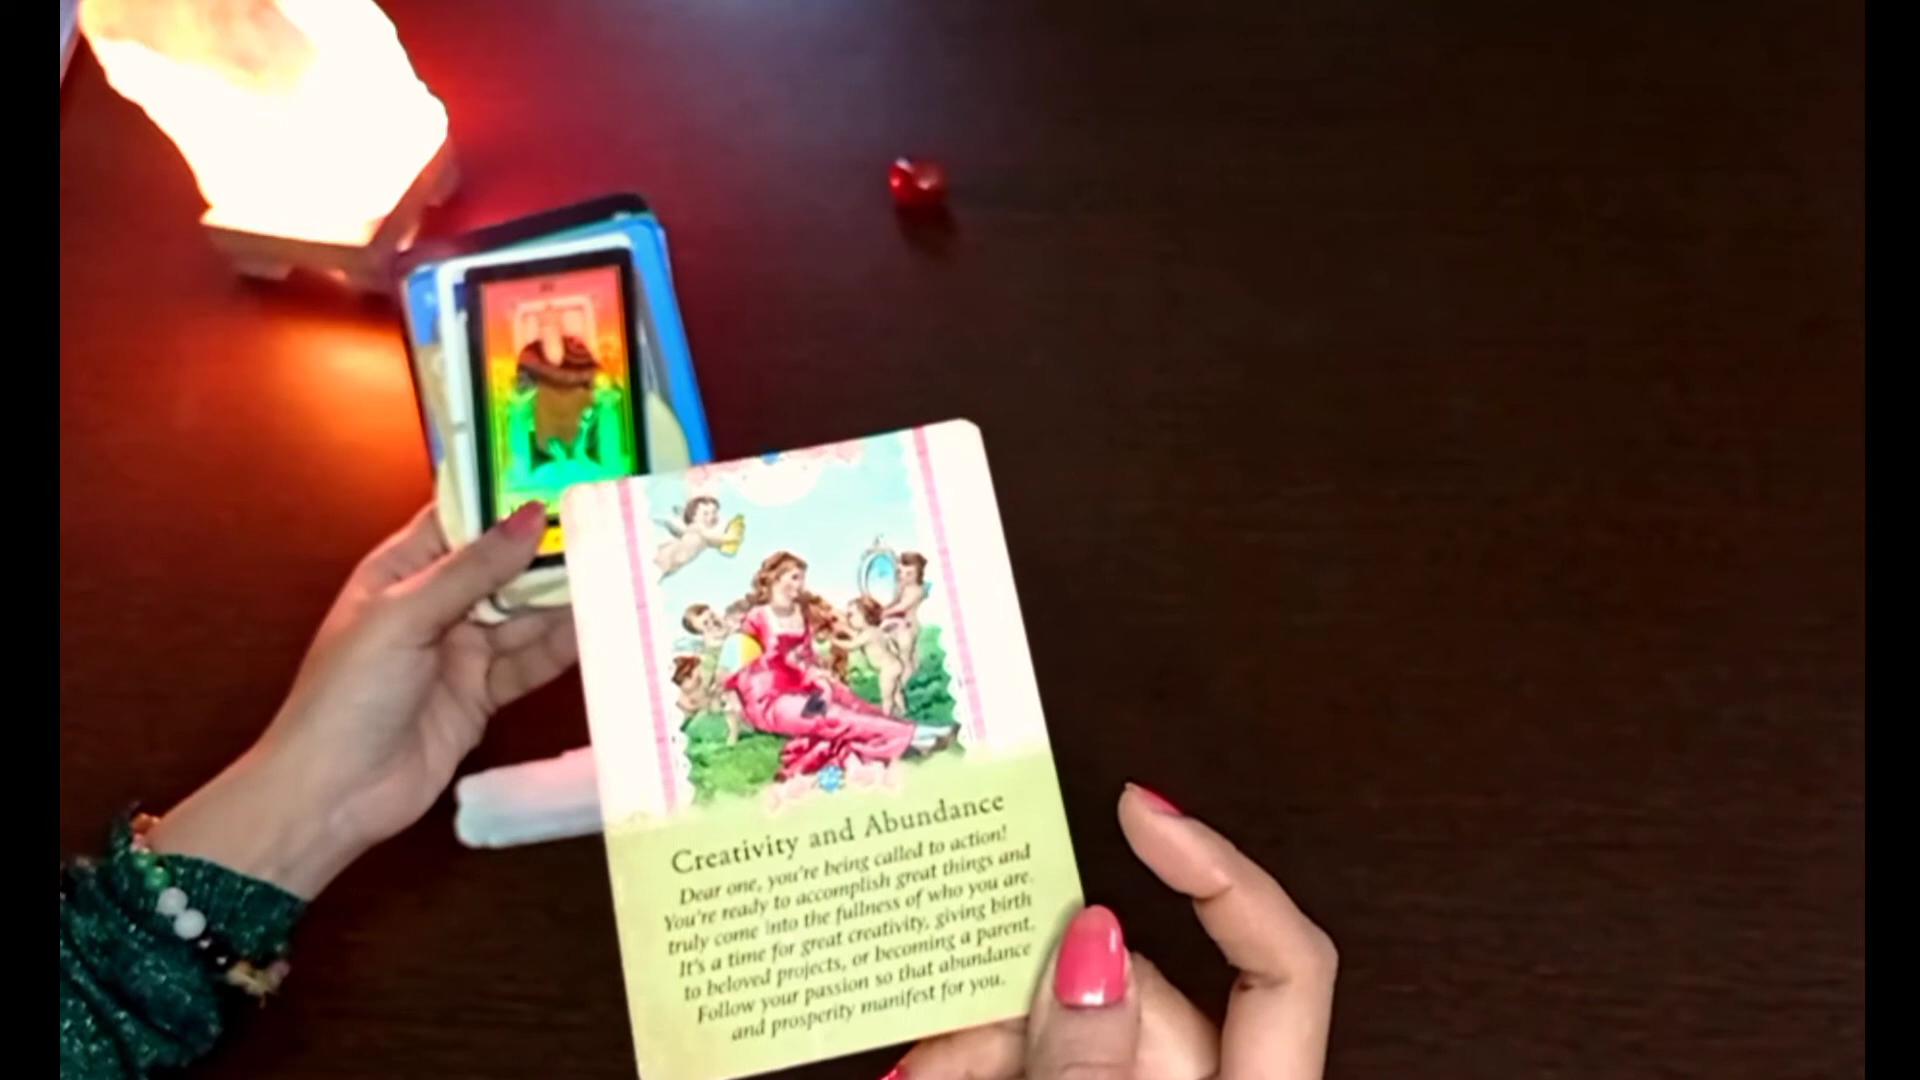 Creativity and Abundance
Dear one, you're being called to action!
You're ready to accomplish great things and
truly come into the fullness of who you are.
It's a time for great creativity, giving birth
to beloved projects, or becoming a parent.
Follow your passion so that abundance
and prosperity manifest for you.